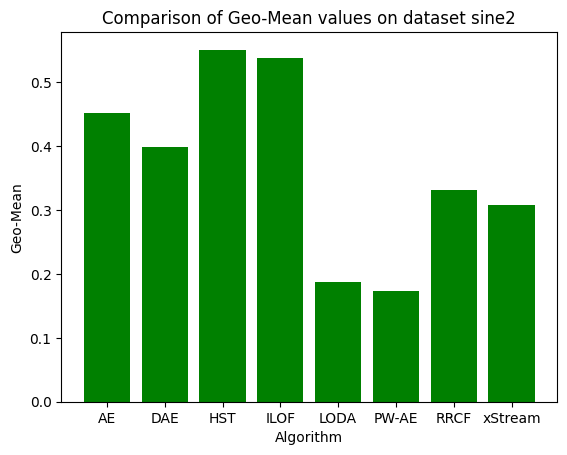 Comparison of Geo-Mean values on dataset sine2
Geo-Mean
0.5
0.4
0.3
0.2
0.1
0.0
AE DAE HST ILOF LODA PW-AE RRCF xStream
Algorithm